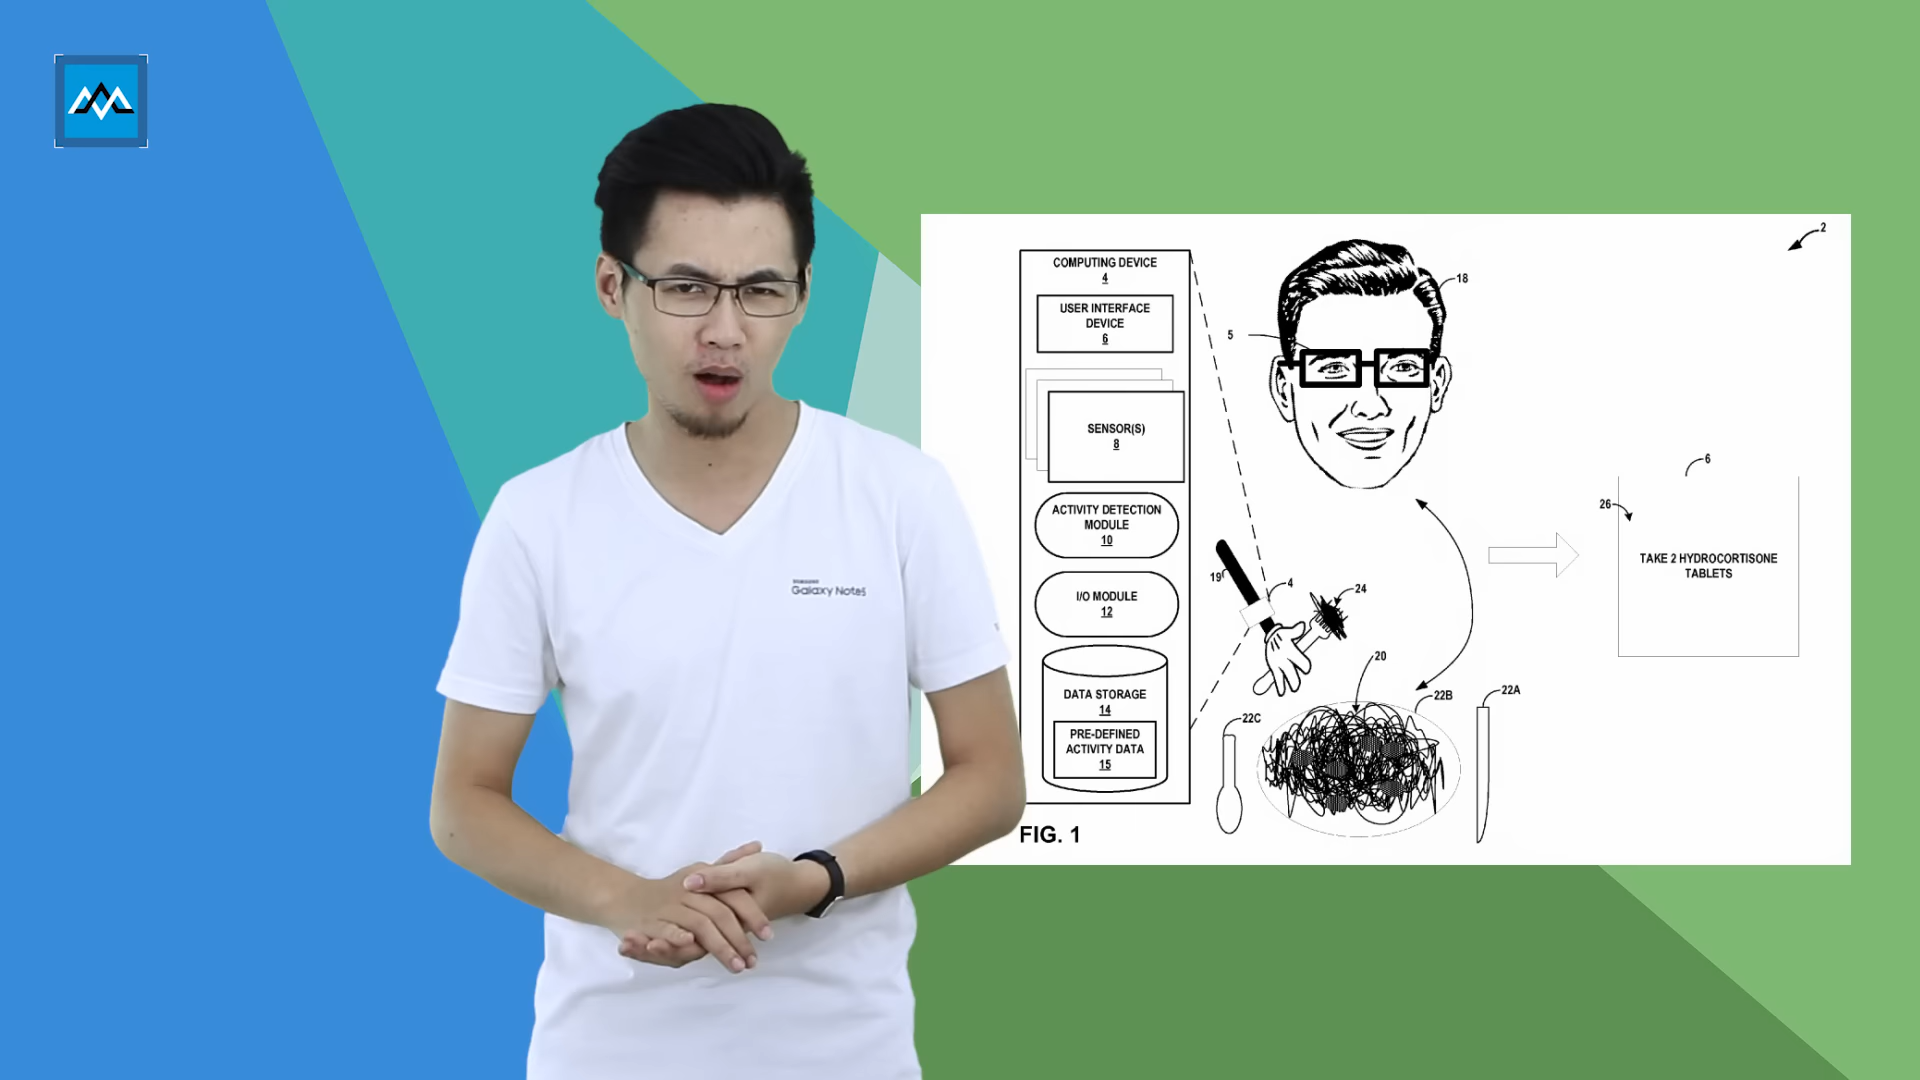 SAMSUNG
Galaxy Note5
2
COMPUTING DEVICE
4
USER INTERFACE
DEVICE
6
SENSOR(S)
8
ACTIVITY DETECTION
MODULE
10
I/O MODULE
12
DATA STORAGE
14
PRE-DEFINED
ACTIVITY DATA
15
18
5
19
4
24
20
22C
22B
22A
6
26
TAKE 2 HYDROCORTISONE
TABLETS
FIG. 1